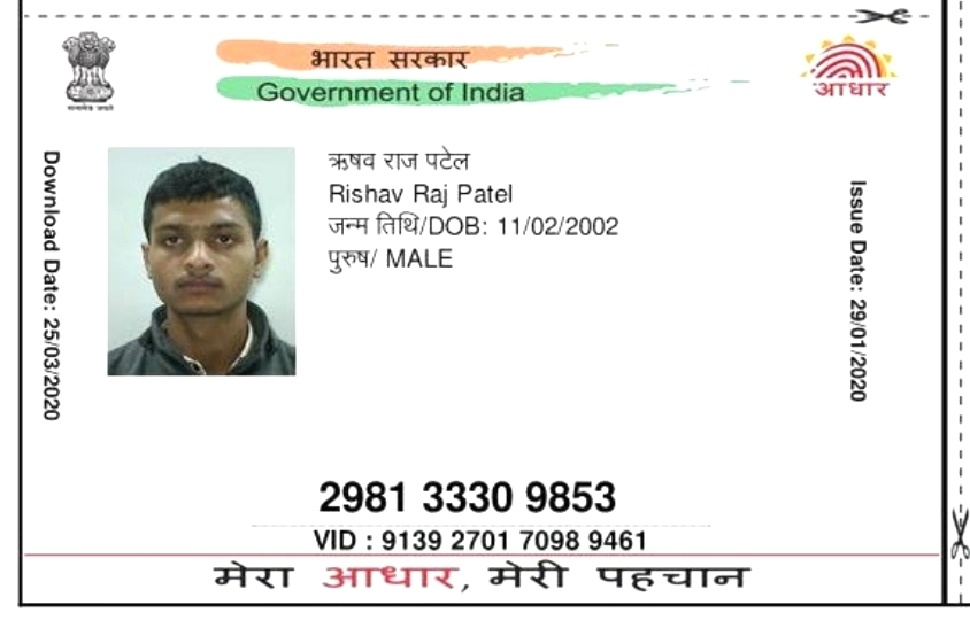 भारत सरकार
Government of India
आधार
Download Date: 25/03/2020
ऋषव राज पटेल
Rishav Raj Patel
जन्म तिथि/DOB: 11/02/2002
पुरुष/ MALE
Issue Date: 29/01/2020
2981 3330 9853
VID : 9139 2701 7098 9461
मेरा आधार, मेरी पहचान